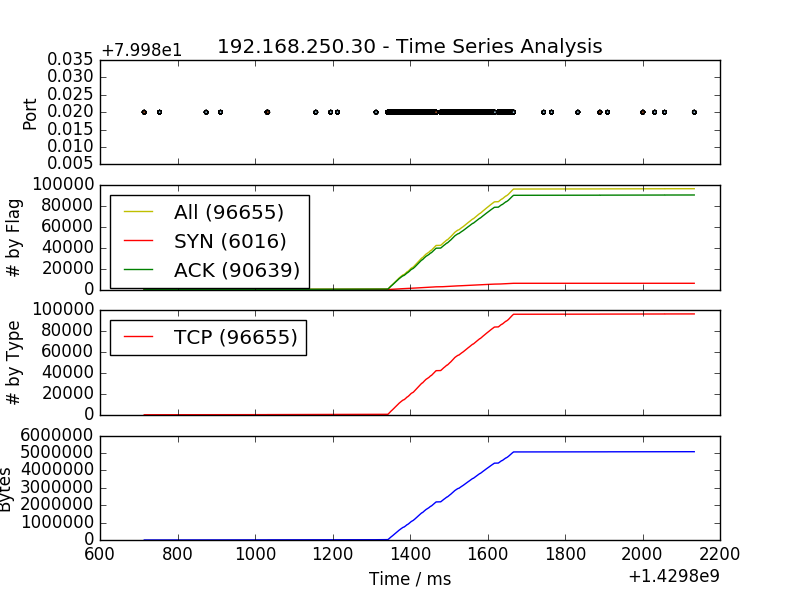 +7.998e1
192.168.250.30 - Time Series Analysis
Port
0.035
0.030
0.025
0.020
0.015
0.010
0.005
# by Flag
100000
80000
60000
40000
20000
0
All (96655)
SYN (6016)
ACK (90639)
# by Type
100000
80000
60000
40000
20000
0
TCP (96655)
Bytes
6000000
5000000
4000000
3000000
2000000
1000000
0
600 800 1000 1200 1400 1600 1800 2000 2200
Time / ms
+1.4298e9